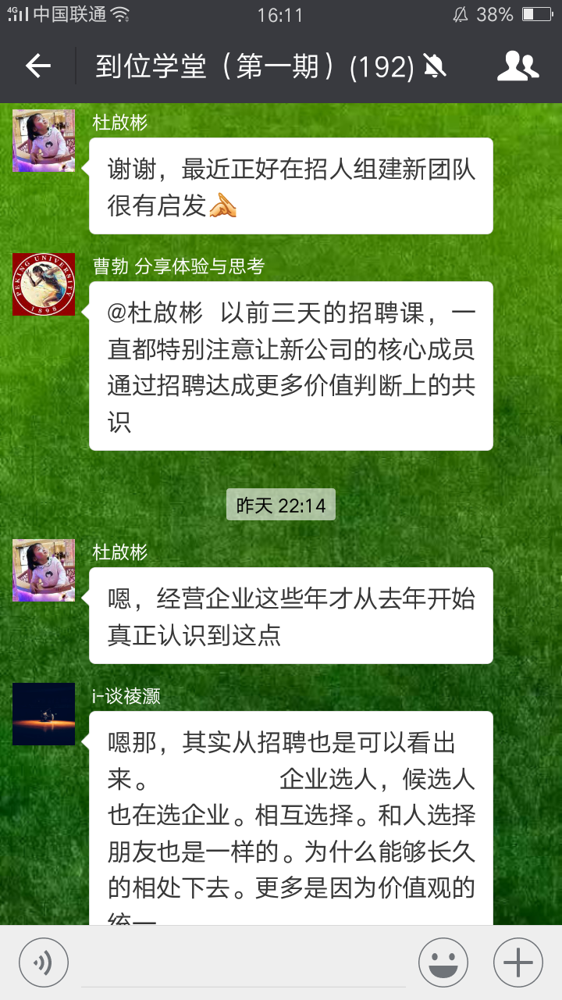 4G 中国联通 16:11 38%
到位学堂（第一期）(192)
杜啟彬
谢谢，最近正好在招人组建新团队
很有启发
曹勃 分享体验与思考
PEKING UNIVERSITY
1898
@杜啟彬 以前三天的招聘课，一
直都特别注意让新公司的核心成员
通过招聘达成更多价值判断上的共
识
昨天 22:14
杜啟彬
嗯，经营企业这些年才从去年开始
真正认识到这点
i-谈祾灏
嗯那，其实从招聘也是可以看出
来。 企业选人，候选人
也在选企业。相互选择。和人选择
朋友也是一样的。为什么能够长久
的相处下去。更多是因为价值观的
统一